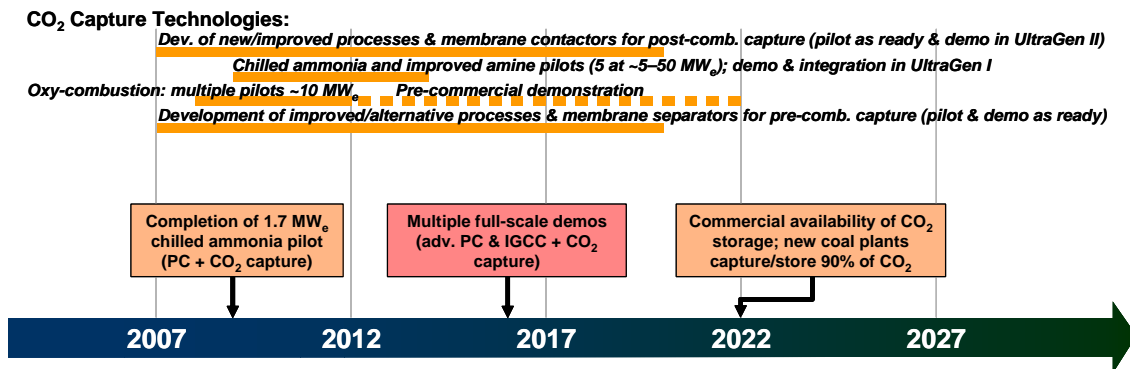 CO₂ Capture Technologies:
Dev. of new/improved processes & membrane contactors for post-comb. capture (pilot as ready & demo in UltraGen II)
Chilled ammonia and improved amine pilots (5 at ~5–50 MWₑ); demo & integration in UltraGen I
Oxy-combustion: multiple pilots ~10 MWₑ Pre-commercial demonstration
Development of improved/alternative processes & membrane separators for pre-comb. capture (pilot & demo as ready)
Completion of 1.7 MWₑ
chilled ammonia pilot
(PC + CO₂ capture)
Multiple full-scale demos
(adv. PC & IGCC + CO₂
capture)
Commercial availability of CO₂
storage; new coal plants
capture/store 90% of CO₂
2007 2012 2017 2022 2027